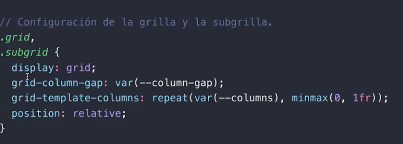 // Configuración de la grilla y la subgrilla.
.grid,
.subgrid {
  display: grid;
  grid-column-gap: var(--column-gap);
  grid-template-columns: repeat(var(--columns), minmax(0, 1fr));
  position: relative;
}